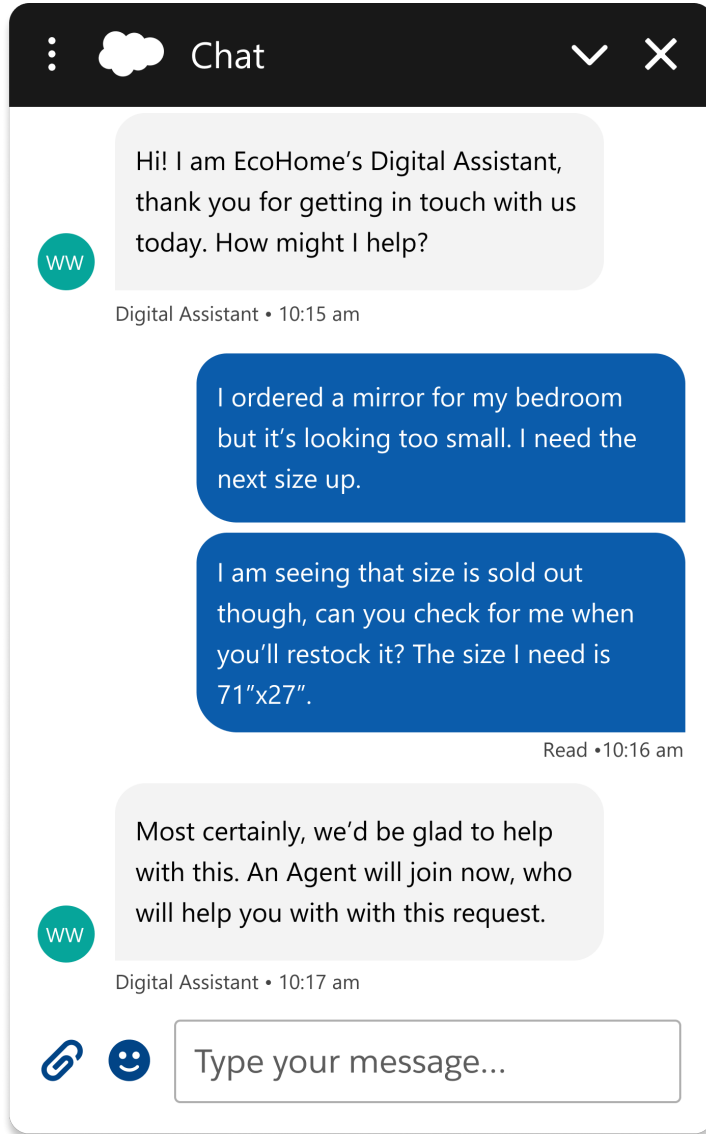 Chat
Hi! I am EcoHome’s Digital Assistant,
thank you for getting in touch with us
today. How might I help?
WW
Digital Assistant • 10:15 am
I ordered a mirror for my bedroom
but it’s looking too small. I need the
next size up.
I am seeing that size is sold out
though, can you check for me when
you’ll restock it? The size I need is
71”x27”.
Read •10:16 am
Most certainly, we’d be glad to help
with this. An Agent will join now, who
will help you with with this request.
WW
Digital Assistant • 10:17 am
Type your message...